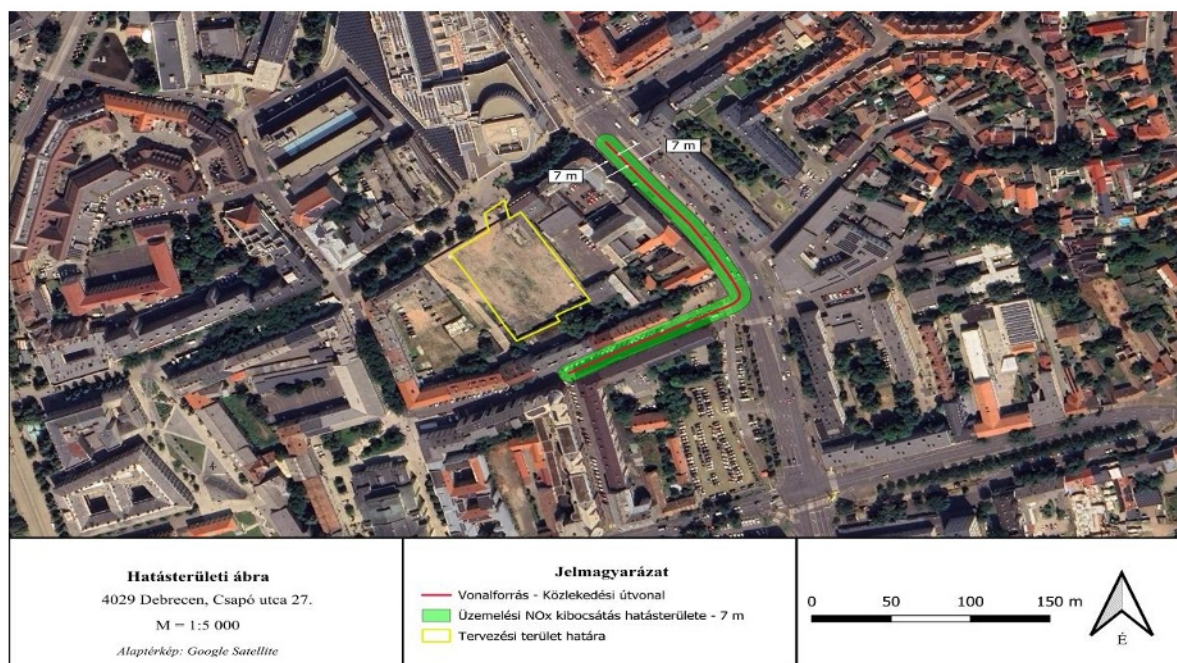 7 m
7 m
Hatásterületi ábra
4029 Debrecen, Csapó utca 27.
M = 1:5 000
Alaptérkép: Google Satellite
Jelmagyarázat
Vonalforrás - Közlekedési útvonal
Üzemelési NOx kibocsátás hatásterülete - 7 m
Tervezési terület határa
0 50 100 150 m
É